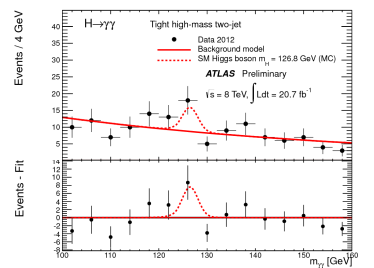 H→γγ
Tight high-mass two-jet
Data 2012
Background model
SM Higgs boson m_H = 126.8 GeV (MC)
ATLAS Preliminary
√s = 8 TeV, ∫Ldt = 20.7 fb⁻¹
Events / 4 GeV
45
40
35
30
25
20
15
10
5
Events - Fit
14
12
10
8
6
4
2
0
-2
-4
-6
-8
100 110 120 130 140 150 160
m_γγ [GeV]